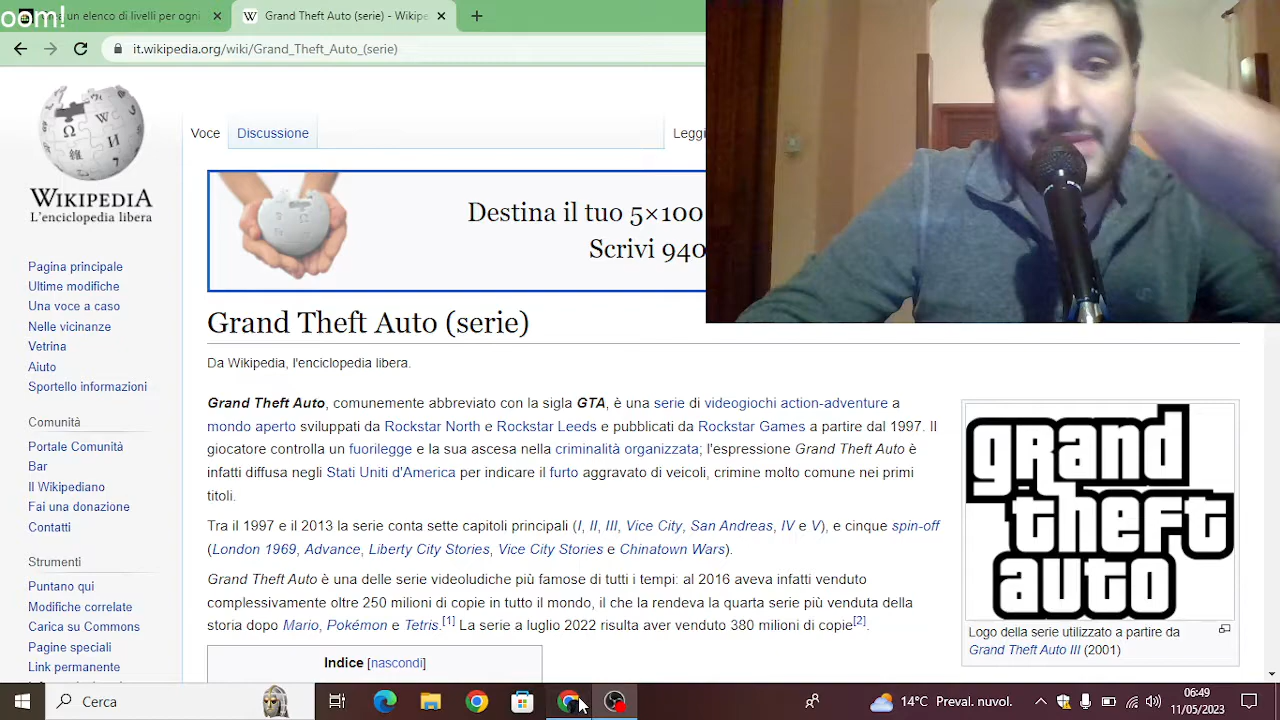 oom!
un elenco di livelli per ogni
Grand Theft Auto (serie) - Wikipe
it.wikipedia.org/wiki/Grand_Theft_Auto_(serie)
WIKIPEDIA
L'enciclopedia libera
Voce
Discussione
Leggi
Destina il tuo 5×100
Scrivi 940
Pagina principale
Ultime modifiche
Una voce a caso
Nelle vicinanze
Vetrina
Aiuto
Sportello informazioni
Comunità
Portale Comunità
Bar
Il Wikipediano
Fai una donazione
Contatti
Strumenti
Puntano qui
Modifiche correlate
Carica su Commons
Pagine speciali
Link permanente
Grand Theft Auto (serie)
Da Wikipedia, l'enciclopedia libera.
Grand Theft Auto, comunemente abbreviato con la sigla GTA, è una serie di videogiochi action-adventure a
mondo aperto sviluppati da Rockstar North e Rockstar Leeds e pubblicati da Rockstar Games a partire dal 1997. Il
giocatore controlla un fuorilegge e la sua ascesa nella criminalità organizzata; l'espressione Grand Theft Auto è
infatti diffusa negli Stati Uniti d'America per indicare il furto aggravato di veicoli, crimine molto comune nei primi
titoli.
Tra il 1997 e il 2013 la serie conta sette capitoli principali (I, II, III, Vice City, San Andreas, IV e V), e cinque spin-off
(London 1969, Advance, Liberty City Stories, Vice City Stories e Chinatown Wars).
Grand Theft Auto è una delle serie videoludiche più famose di tutti i tempi: al 2016 aveva infatti venduto
complessivamente oltre 250 milioni di copie in tutto il mondo, il che la rendeva la quarta serie più venduta della
storia dopo Mario, Pokémon e Tetris.[1] La serie a luglio 2022 risulta aver venduto 380 milioni di copie[2].
Indice [nascondi]
grand
theft
auto
Logo della serie utilizzato a partire da
Grand Theft Auto III (2001)
Cerca
14°C Preval. nuvol.
06:49
11/05/2023